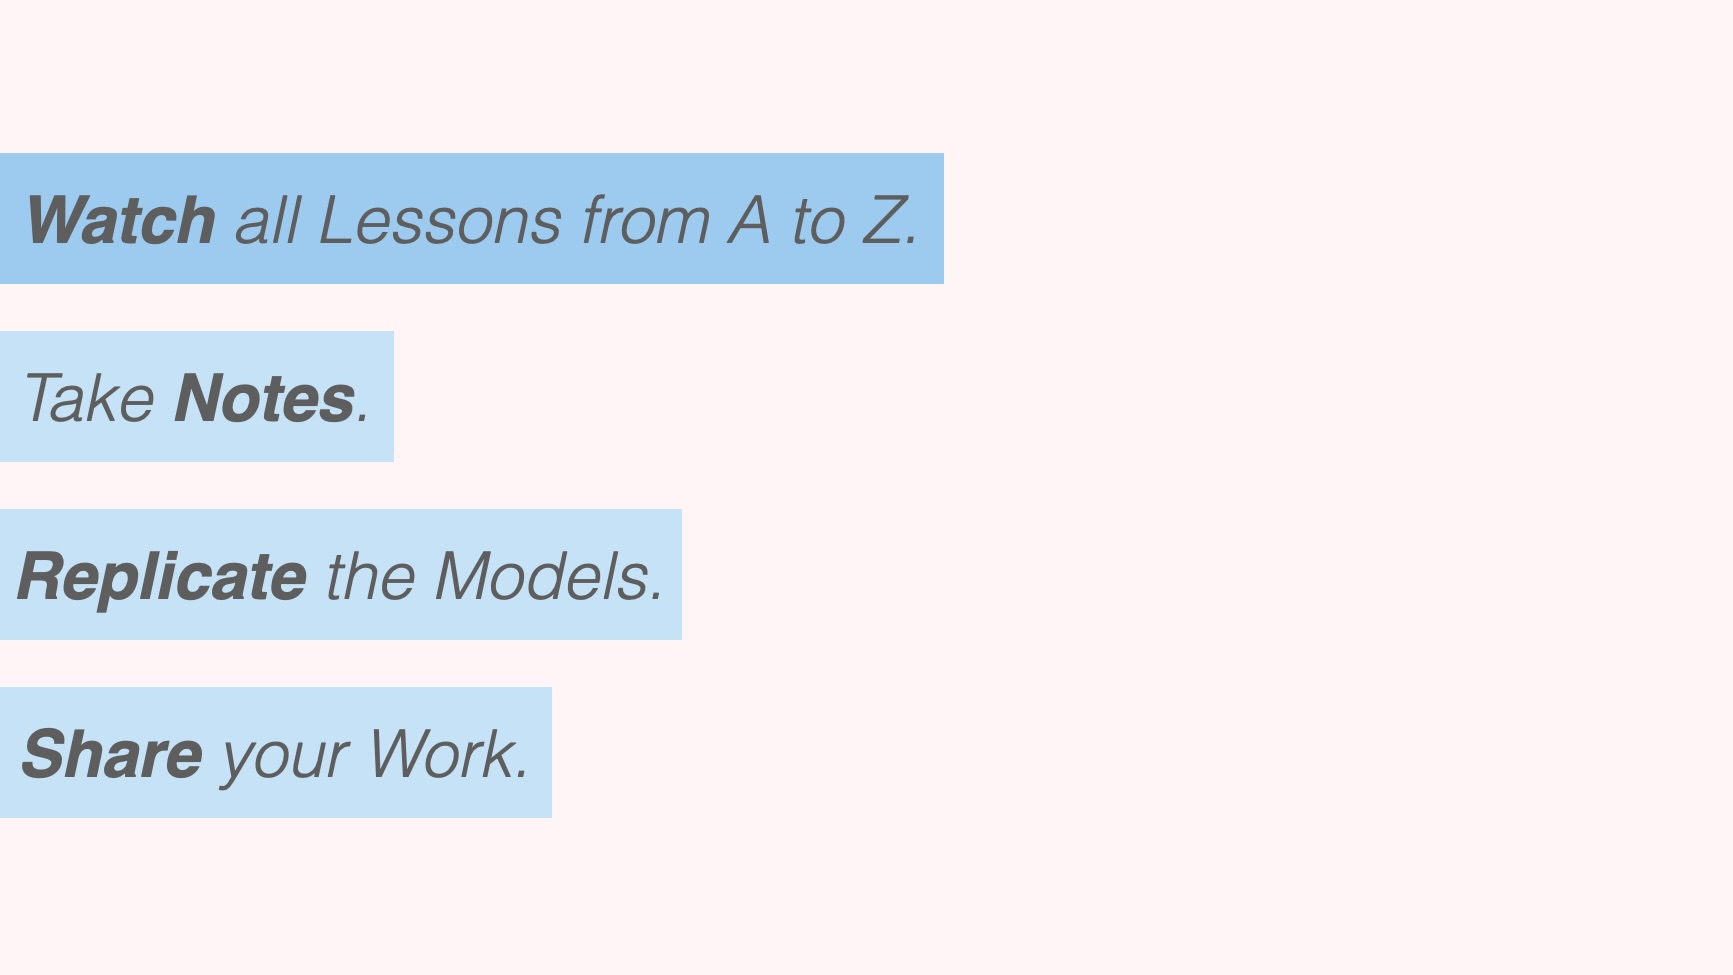 Watch all Lessons from A to Z.
Take Notes.
Replicate the Models.
Share your Work.